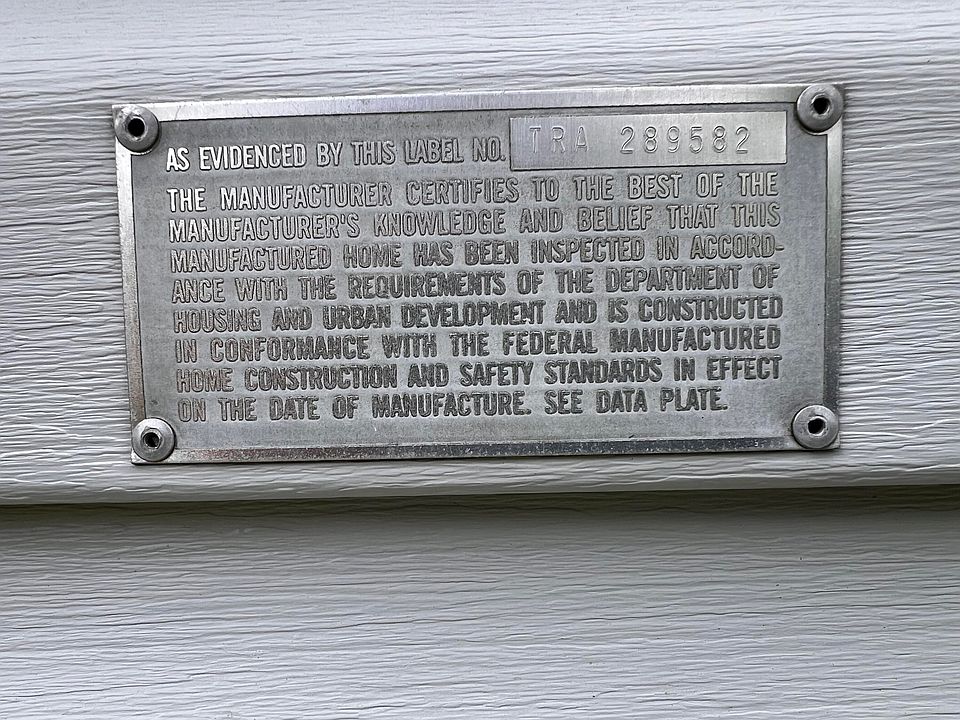 AS EVIDENCED BY THIS LABEL NO. TRA 289582
THE MANUFACTURER CERTIFIES TO THE BEST OF THE
MANUFACTURER'S KNOWLEDGE AND BELIEF THAT THIS
MANUFACTURED HOME HAS BEEN INSPECTED IN ACCORD-
ANCE WITH THE REQUIREMENTS OF THE DEPARTMENT OF
HOUSING AND URBAN DEVELOPMENT AND IS CONSTRUCTED
IN CONFORMANCE WITH THE FEDERAL MANUFACTURED
HOME CONSTRUCTION AND SAFETY STANDARDS IN EFFECT
ON THE DATE OF MANUFACTURE. SEE DATA PLATE.